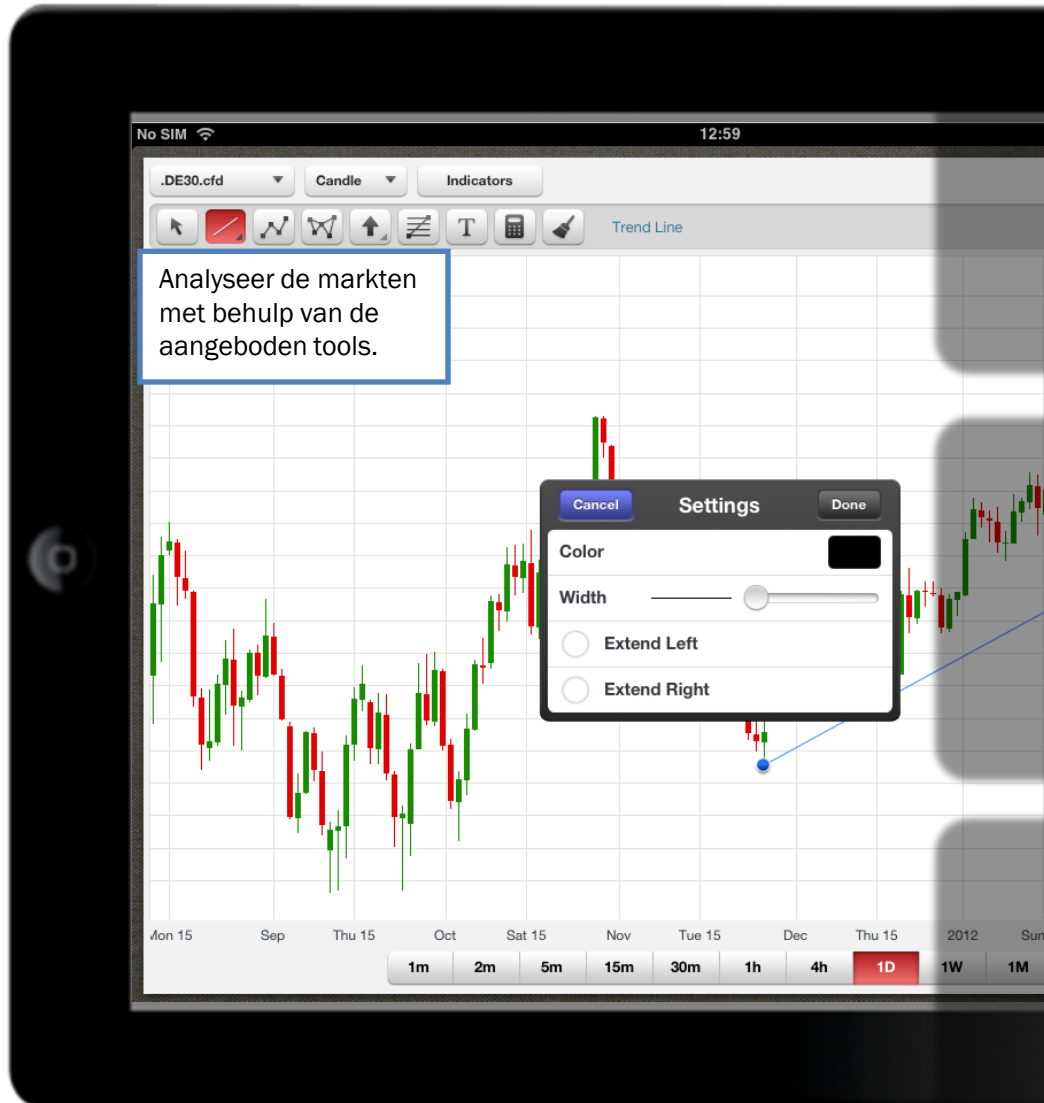 No SIM 12:59
.DE30.cfd Candle Indicators
T Trend Line
Analyseer de markten
met behulp van de
aangeboden tools.
Cancel Settings Done
Color
Width
Extend Left
Extend Right
Mon 15 Sep Thu 15 Oct Sat 15 Nov Tue 15 Dec Thu 15 2012 Sun
1m 2m 5m 15m 30m 1h 4h 1D 1W 1M